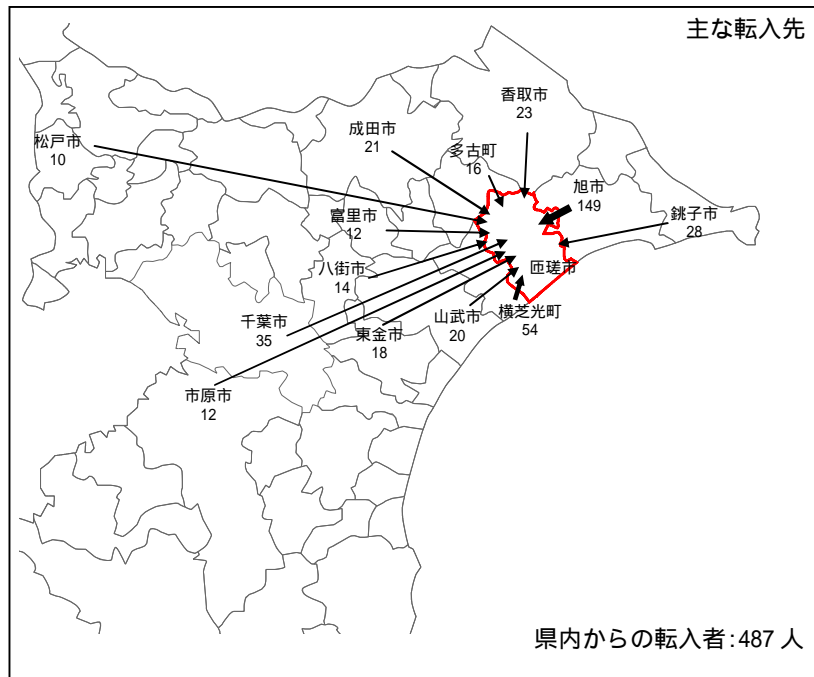 主な転入先
香取市
23
成田市
21
多古町
16
松戸市
10
旭市
149
銚子市
28
富里市
12
八街市
14
匝瑳市
千葉市
35
東金市
18
山武市
20
横芝光町
54
市原市
12
県内からの転入者:487 人